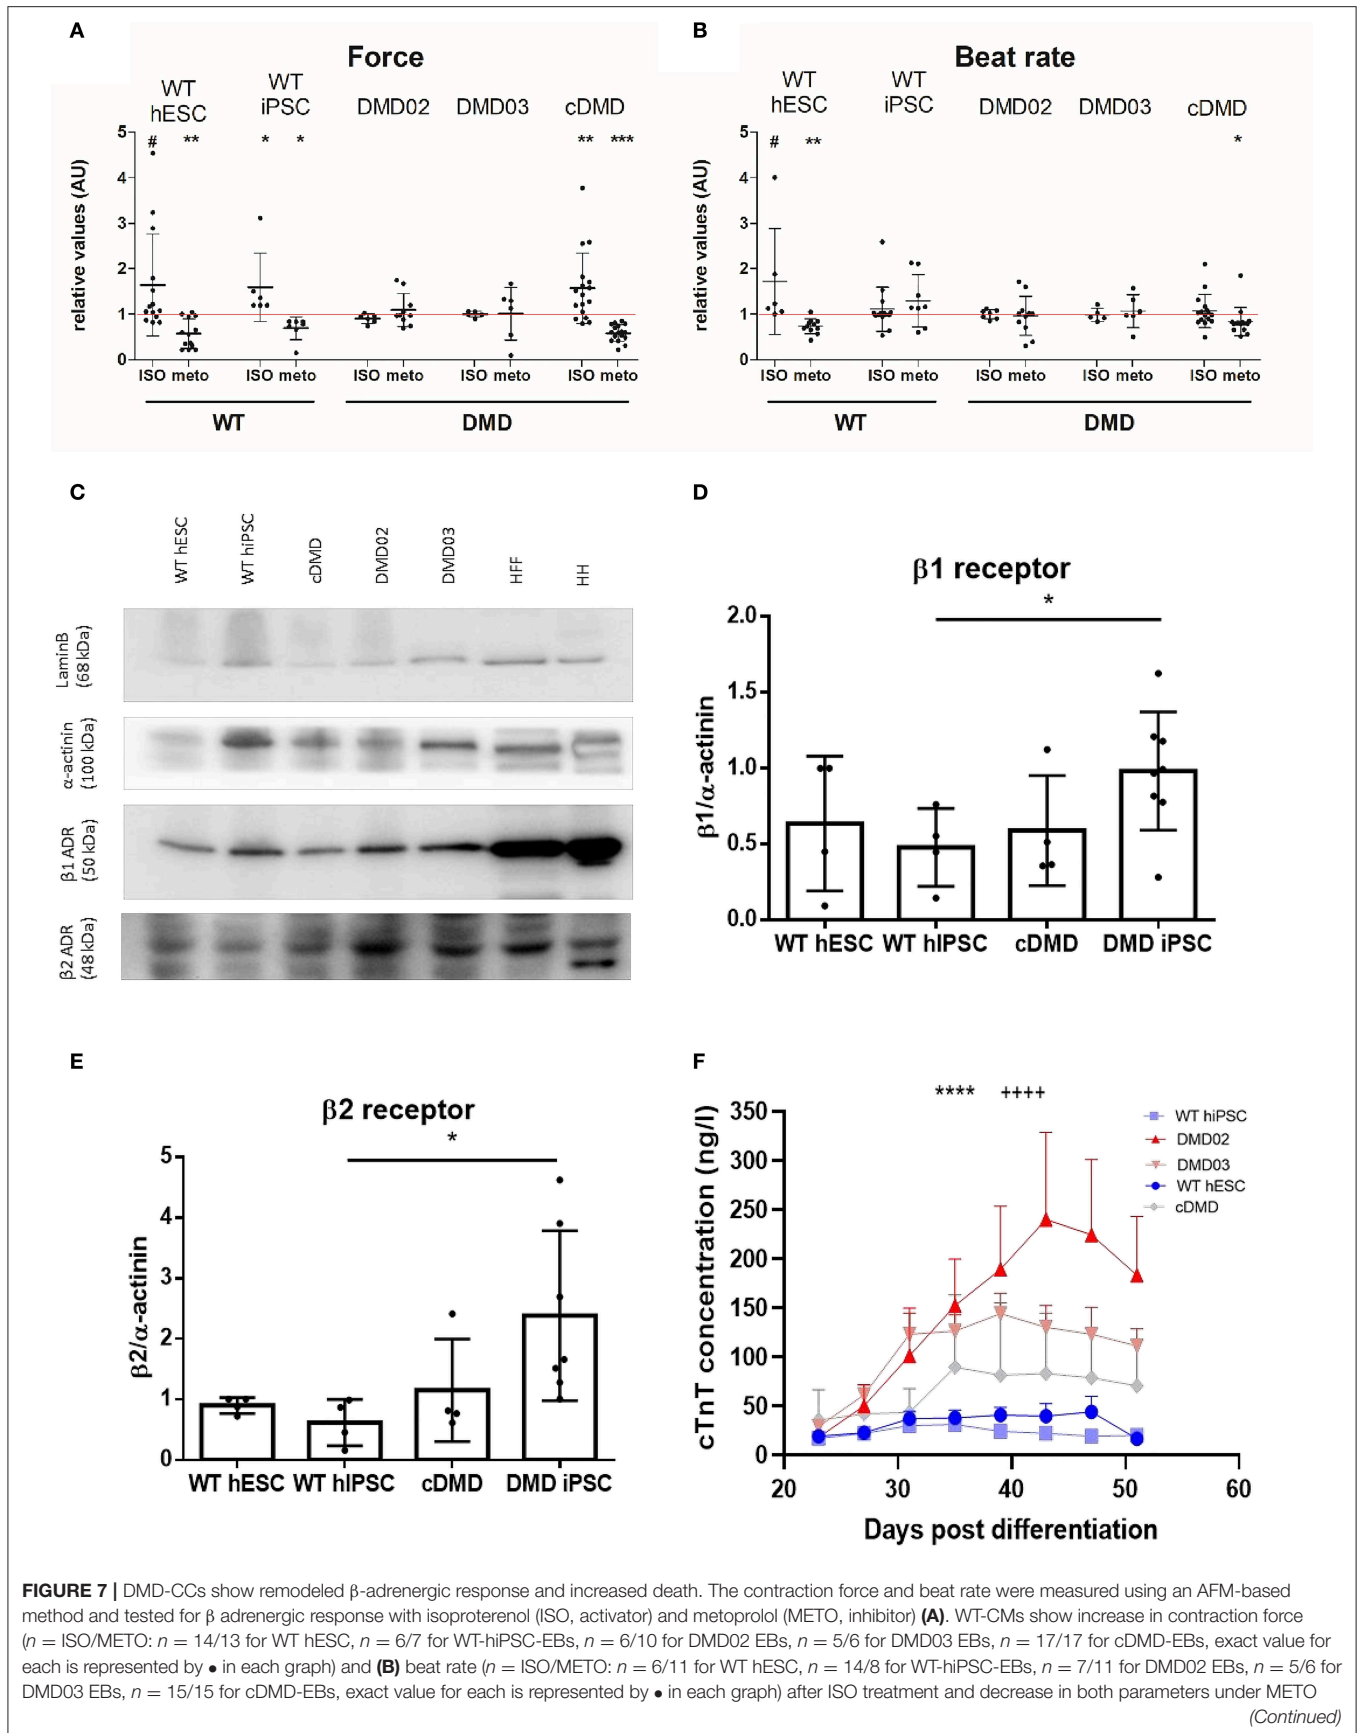 A
Force
WT hESC
WT iPSC
DMD02
DMD03
cDMD
relative values (AU)
5
4
3
2
1
0
# ** * * ** ***
ISO meto ISO meto ISO meto ISO meto ISO meto
WT
DMD
B
Beat rate
WT hESC
WT iPSC
DMD02
DMD03
cDMD
relative values (AU)
5
4
3
2
1
0
# ** *
ISO meto ISO meto ISO meto ISO meto ISO meto
WT
DMD
C
WT hESC
WT hiPSC
cDMD
DMD02
DMD03
HFF
HH
LaminB
(68 kDa)
α-actinin
(100 kDa)
β1 ADR
(50 kDa)
β2 ADR
(48 kDa)
D
β1 receptor
*
β1/α-actinin
2.0
1.5
1.0
0.5
0.0
WT hESC WT hIPSC cDMD DMD iPSC
E
β2 receptor
*
β2/α-actinin
5
4
3
2
1
0
WT hESC WT hIPSC cDMD DMD iPSC
F
**** ++++
cTnT concentration (ng/l)
350
300
250
200
150
100
50
0
20 30 40 50 60
Days post differentiation
WT hiPSC
DMD02
DMD03
WT hESC
cDMD
FIGURE 7 | DMD-CCs show remodeled β-adrenergic response and increased death. The contraction force and beat rate were measured using an AFM-based
method and tested for β adrenergic response with isoproterenol (ISO, activator) and metoprolol (METO, inhibitor) (A). WT-CMs show increase in contraction force
(n = ISO/METO: n = 14/13 for WT hESC, n = 6/7 for WT-hiPSC-EBs, n = 6/10 for DMD02 EBs, n = 5/6 for DMD03 EBs, n = 17/17 for cDMD-EBs, exact value for
each is represented by • in each graph) and (B) beat rate (n = ISO/METO: n = 6/11 for WT hESC, n = 14/8 for WT-hiPSC-EBs, n = 7/11 for DMD02 EBs, n = 5/6 for
DMD03 EBs, n = 15/15 for cDMD-EBs, exact value for each is represented by • in each graph) after ISO treatment and decrease in both parameters under METO
(Continued)